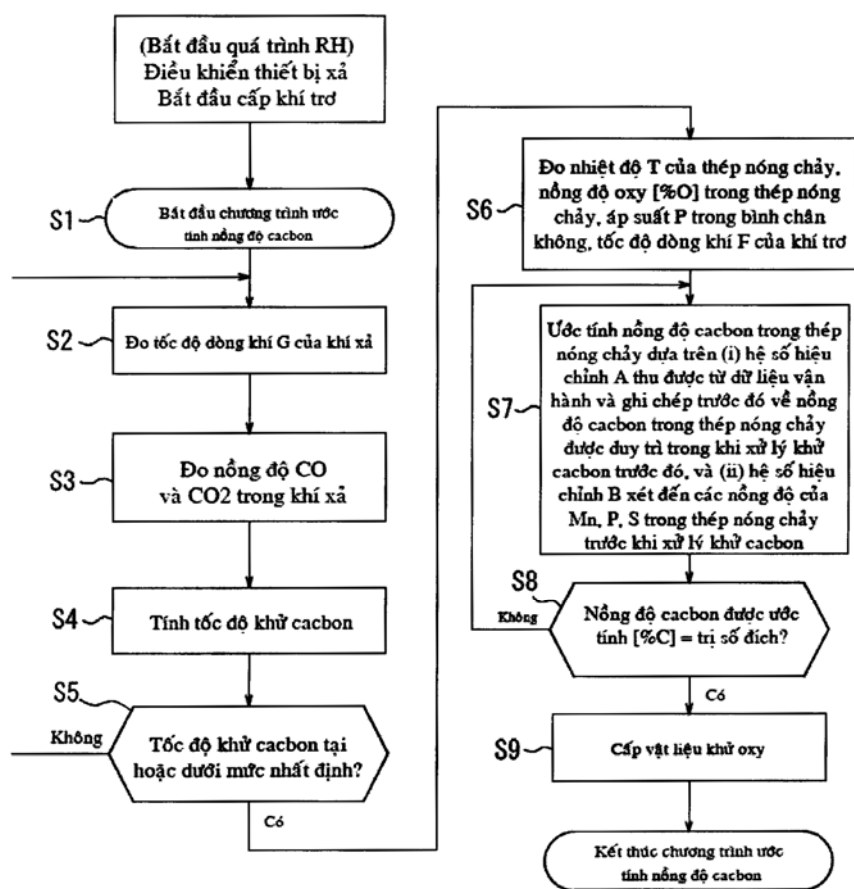 (Bắt đầu quá trình RH)
Điều khiển thiết bị xả
Bắt đầu cấp khí trơ
S1
Bắt đầu chương trình ước
tính nồng độ cacbon
S2
Đo tốc độ dòng khí G của khí xả
S3
Đo nồng độ CO
và CO2 trong khí xả
S4
Tính tốc độ khử cacbon
S5
Không
Tốc độ khử cacbon tại
hoặc dưới mức nhất định?
Có
S6
Đo nhiệt độ T của thép nóng chảy,
nồng độ oxy [%O] trong thép nóng
chảy, áp suất P trong bình chân
không, tốc độ dòng khí F của khí trơ
S7
Ước tính nồng độ cacbon trong thép
nóng chảy dựa trên (i) hệ số hiệu
chỉnh A thu được từ dữ liệu vận
hành và ghi chép trước đó về nồng
độ cacbon trong thép nóng chảy
được duy trì trong khi xử lý khử
cacbon trước đó, và (ii) hệ số hiệu
chỉnh B xét đến các nồng độ của
Mn, P, S trong thép nóng chảy
trước khi xử lý khử cacbon
S8
Không
Nồng độ cacbon được ước
tính [%C] = trị số đích?
Có
S9
Cấp vật liệu khử oxy
Kết thúc chương trình ước
tính nồng độ cacbon